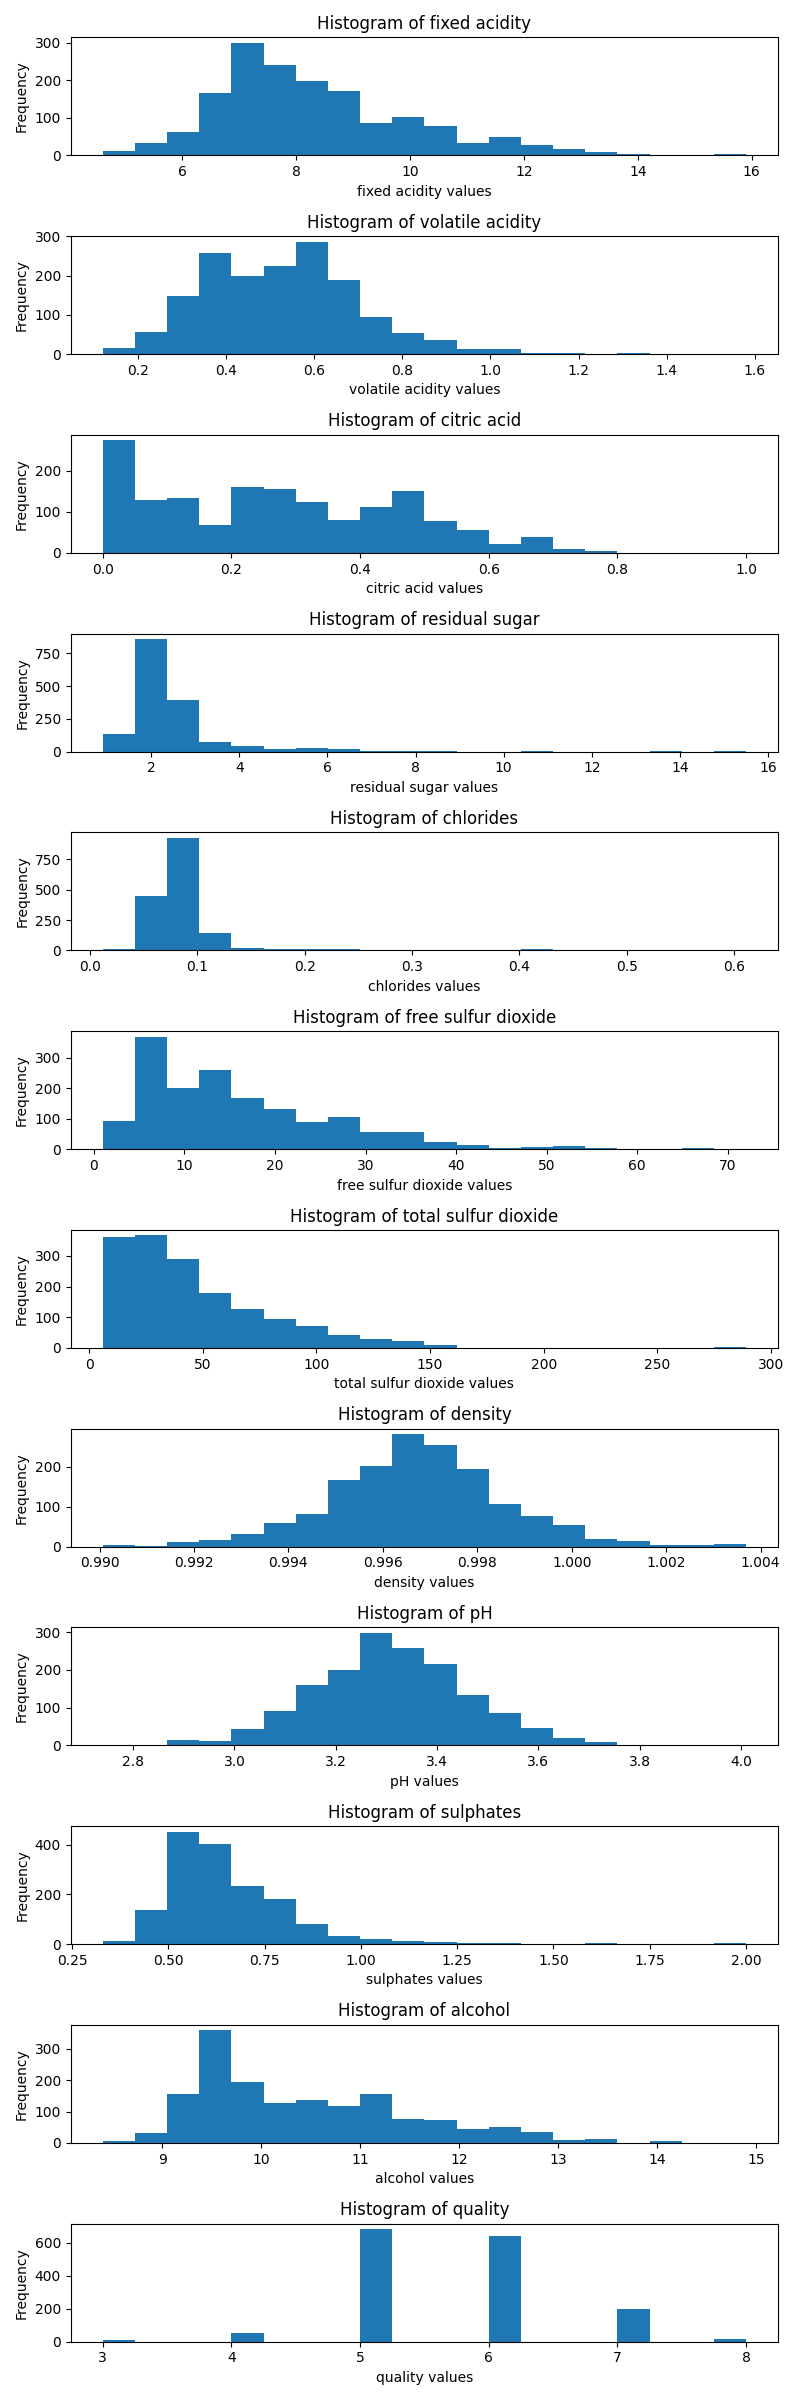 Histogram of fixed acidity
Frequency
300
200
100
0
6 8 10 12 14 16
fixed acidity values
Histogram of volatile acidity
Frequency
300
200
100
0
0.2 0.4 0.6 0.8 1.0 1.2 1.4 1.6
volatile acidity values
Histogram of citric acid
Frequency
200
100
0
0.0 0.2 0.4 0.6 0.8 1.0
citric acid values
Histogram of residual sugar
Frequency
750
500
250
0
2 4 6 8 10 12 14 16
residual sugar values
Histogram of chlorides
Frequency
750
500
250
0
0.0 0.1 0.2 0.3 0.4 0.5 0.6
chlorides values
Histogram of free sulfur dioxide
Frequency
300
200
100
0
0 10 20 30 40 50 60 70
free sulfur dioxide values
Histogram of total sulfur dioxide
Frequency
300
200
100
0
0 50 100 150 200 250 300
total sulfur dioxide values
Histogram of density
Frequency
200
100
0
0.990 0.992 0.994 0.996 0.998 1.000 1.002 1.004
density values
Histogram of pH
Frequency
300
200
100
0
2.8 3.0 3.2 3.4 3.6 3.8 4.0
pH values
Histogram of sulphates
Frequency
400
200
0
0.25 0.50 0.75 1.00 1.25 1.50 1.75 2.00
sulphates values
Histogram of alcohol
Frequency
300
200
100
0
9 10 11 12 13 14 15
alcohol values
Histogram of quality
Frequency
600
400
200
0
3 4 5 6 7 8
quality values